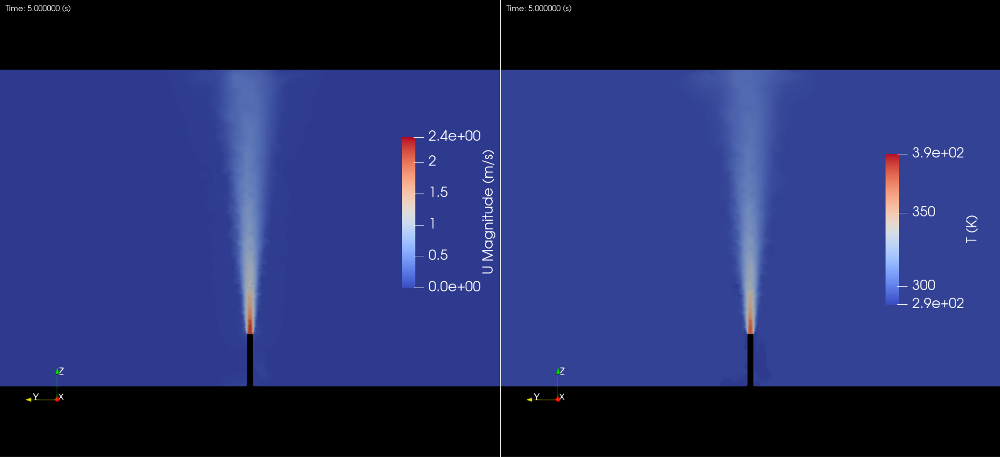 Time: 5.000000 (s)
2.4e+00
2
1.5
1
0.5
0.0e+00
U Magnitude (m/s)
Z
Y
X
Time: 5.000000 (s)
3.9e+02
350
300
2.9e+02
T (K)
Z
Y
X